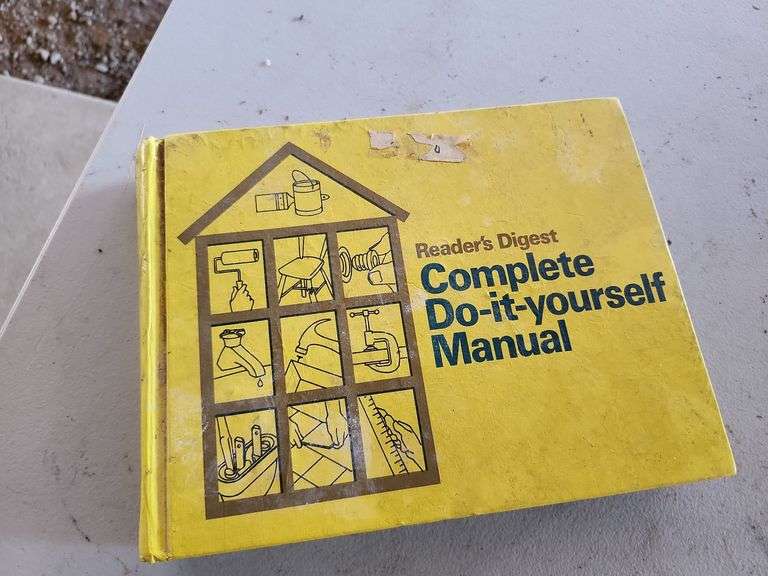 Reader's Digest
Complete
Do-it-yourself
Manual